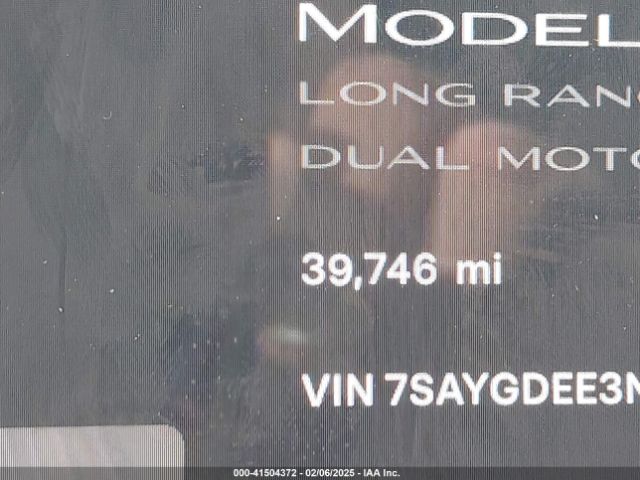 MODEL
LONG RANG
DUAL MOTO
39,746 mi
VIN 7SAYGDEE3N
000-41504372 - 02/06/2025 - IAA Inc.